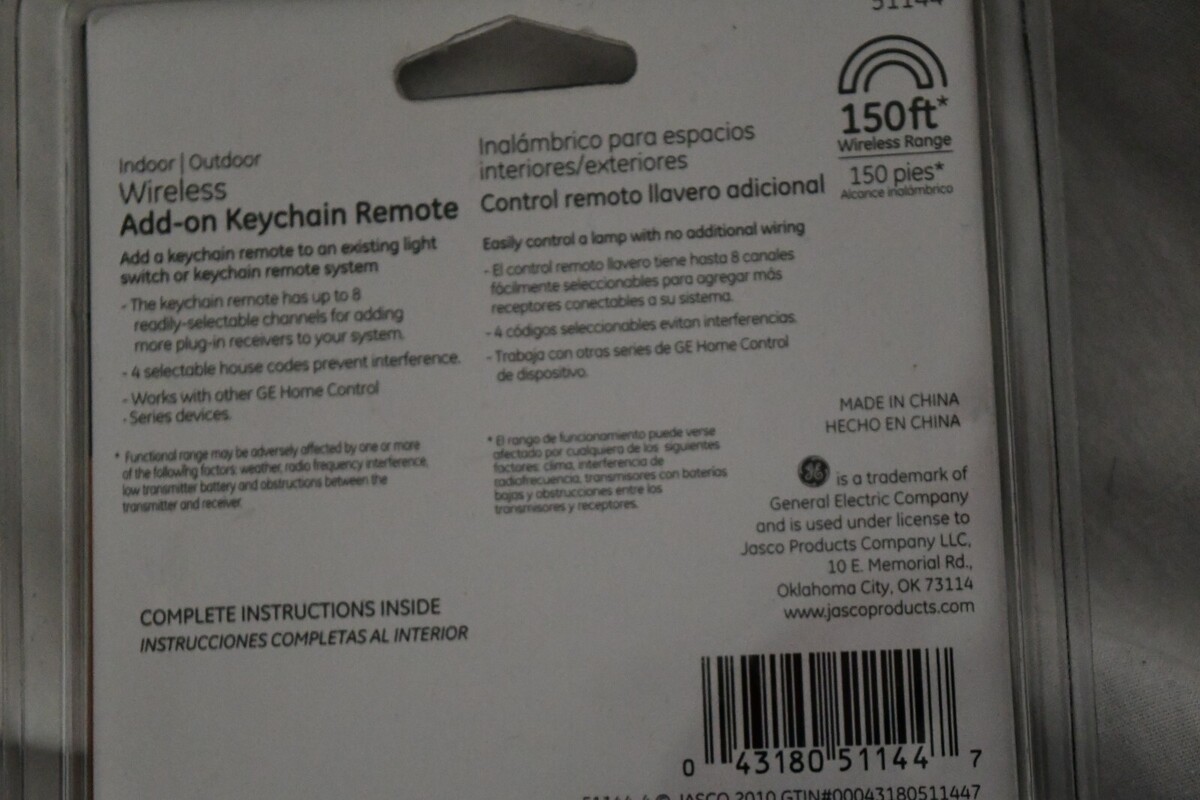 51144
150ft*
Wireless Range
150 pies*
Alcance inalámbrico
Indoor | Outdoor
Wireless
Add-on Keychain Remote
Add a keychain remote to an existing light
switch or keychain remote system
- The keychain remote has up to 8
readily-selectable channels for adding
more plug-in receivers to your system.
- 4 selectable house codes prevent interference.
- Works with other GE Home Control
- Series devices.
* Functional range may be adversely affected by one or more
of the following factors: weather, radio frequency interference,
low transmitter battery and obstructions between the
transmitter and receiver.
Inalámbrico para espacios
interiores/exteriores
Control remoto llavero adicional
Easily control a lamp with no additional wiring
- El control remoto llavero tiene hasta 8 canales
fácilmente seleccionables para agregar más
receptores conectables a su sistema.
- 4 códigos seleccionables evitan interferencias.
- Trabaja con otras series de GE Home Control
de dispositivo.
* El rango de funcionamiento puede verse
afectado por cualquiera de los siguientes
factores: clima, interferencia de
radiofrecuencia, transmisores con baterías
bajas y obstrucciones entre los
transmisores y receptores.
MADE IN CHINA
HECHO EN CHINA
GE is a trademark of
General Electric Company
and is used under license to
Jasco Products Company LLC,
10 E. Memorial Rd.,
Oklahoma City, OK 73114
www.jascoproducts.com
COMPLETE INSTRUCTIONS INSIDE
INSTRUCCIONES COMPLETAS AL INTERIOR
0 43180 51144 7
51144-4 © JASCO 2010 GTIN#00043180511447